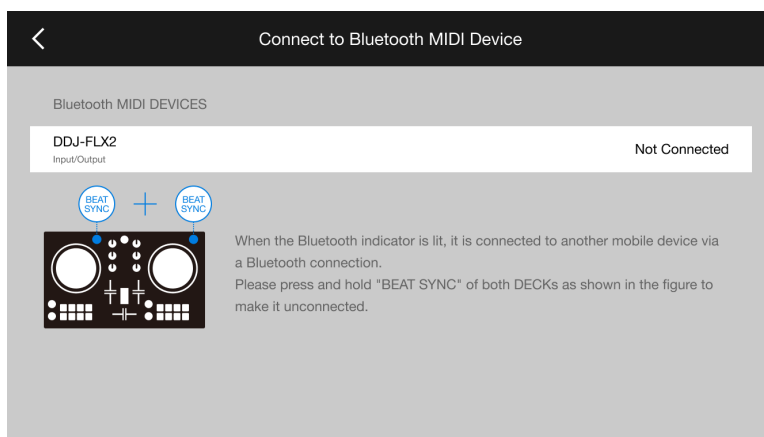 Connect to Bluetooth MIDI Device
Bluetooth MIDI DEVICES
DDJ-FLX2
Input/Output
Not Connected
BEAT
SYNC
BEAT
SYNC
When the Bluetooth indicator is lit, it is connected to another mobile device via
a Bluetooth connection.
Please press and hold "BEAT SYNC" of both DECKs as shown in the figure to
make it unconnected.